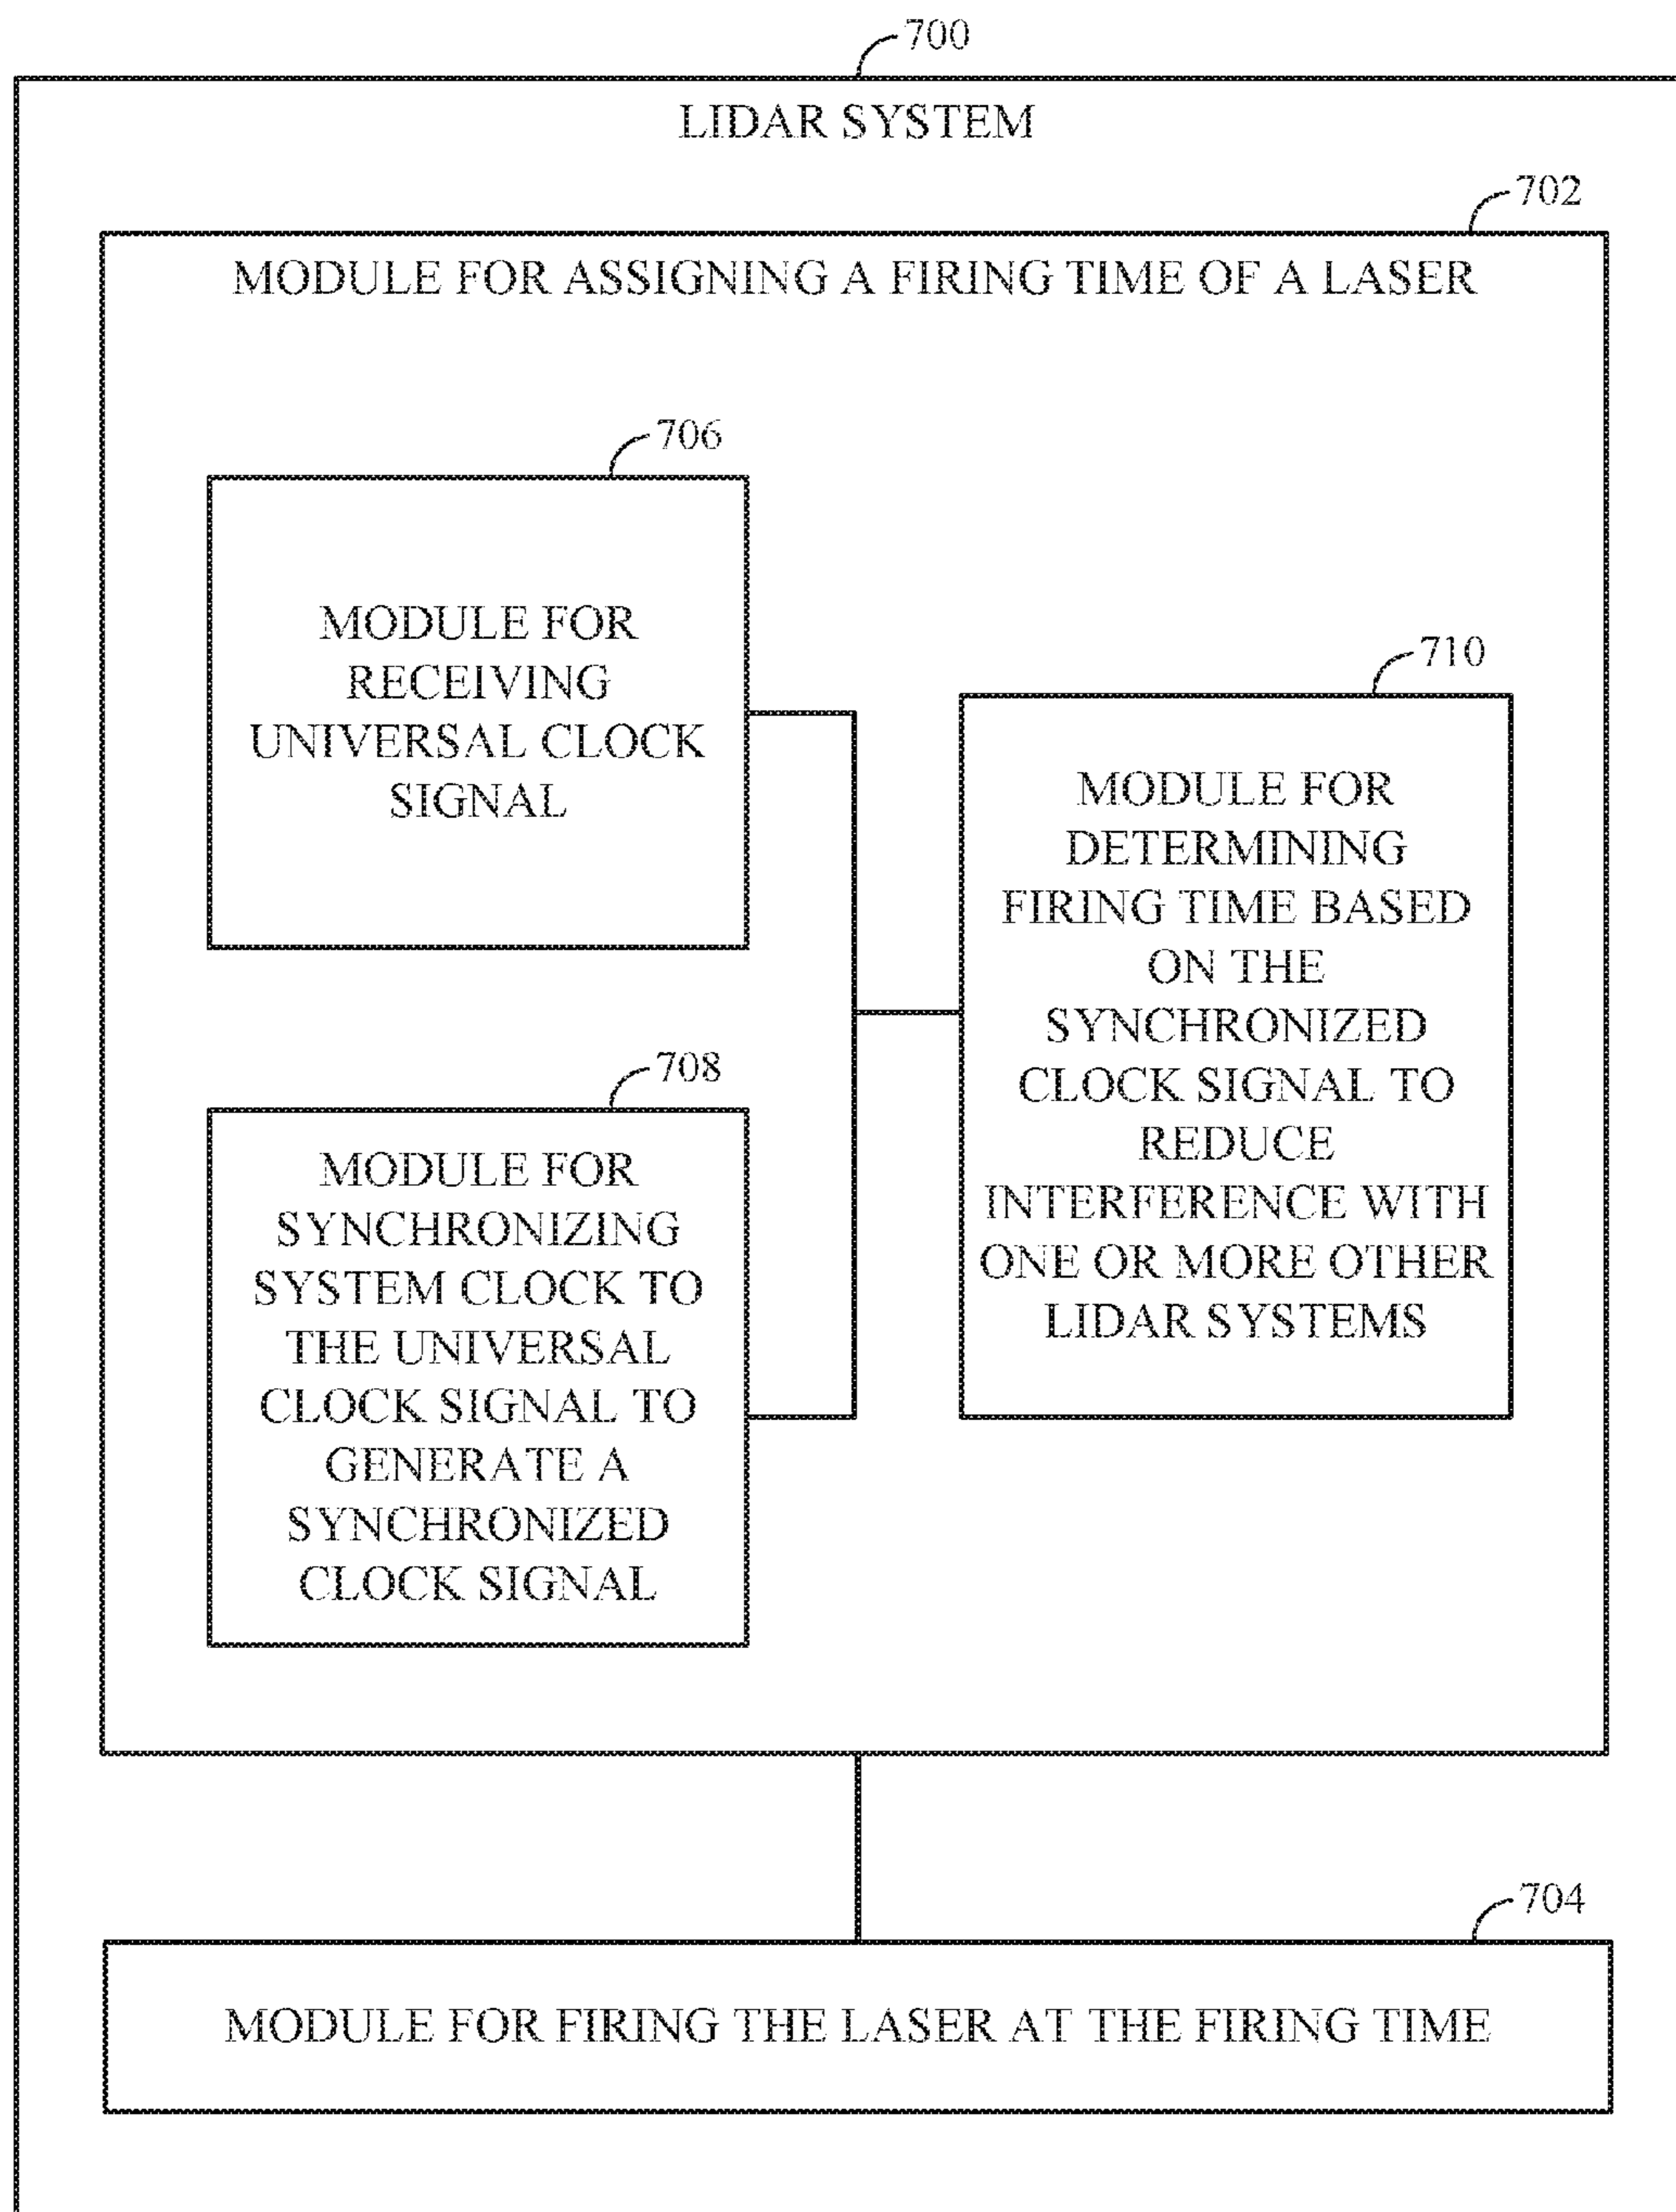 700
LIDAR SYSTEM
702
MODULE FOR ASSIGNING A FIRING TIME OF A LASER
706
MODULE FOR
RECEIVING
UNIVERSAL CLOCK
SIGNAL
708
MODULE FOR
SYNCHRONIZING
SYSTEM CLOCK TO
THE UNIVERSAL
CLOCK SIGNAL TO
GENERATE A
SYNCHRONIZED
CLOCK SIGNAL
710
MODULE FOR
DETERMINING
FIRING TIME BASED
ON THE
SYNCHRONIZED
CLOCK SIGNAL TO
REDUCE
INTERFERENCE WITH
ONE OR MORE OTHER
LIDAR SYSTEMS
704
MODULE FOR FIRING THE LASER AT THE FIRING TIME